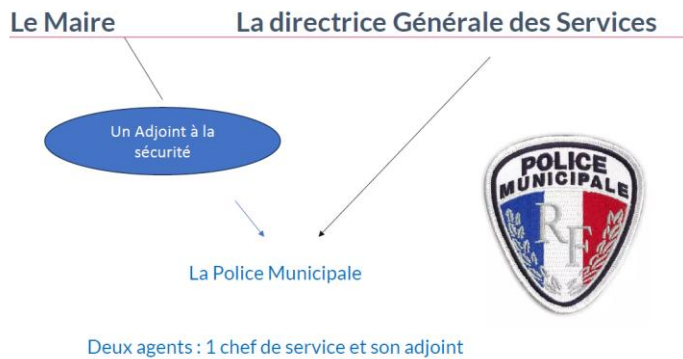 Le Maire
La directrice Générale des Services
Un Adjoint à la
sécurité
POLICE
MUNICIPALE
RF
La Police Municipale
Deux agents : 1 chef de service et son adjoint